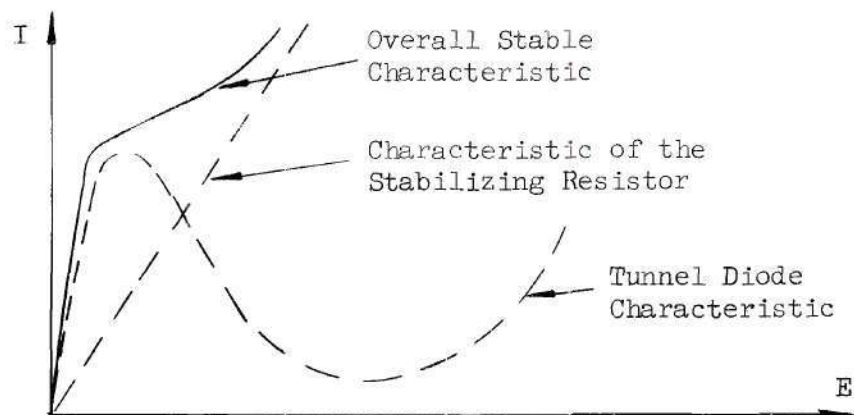 I
Overall Stable
Characteristic
Characteristic of the
Stabilizing Resistor
Tunnel Diode
Characteristic
E